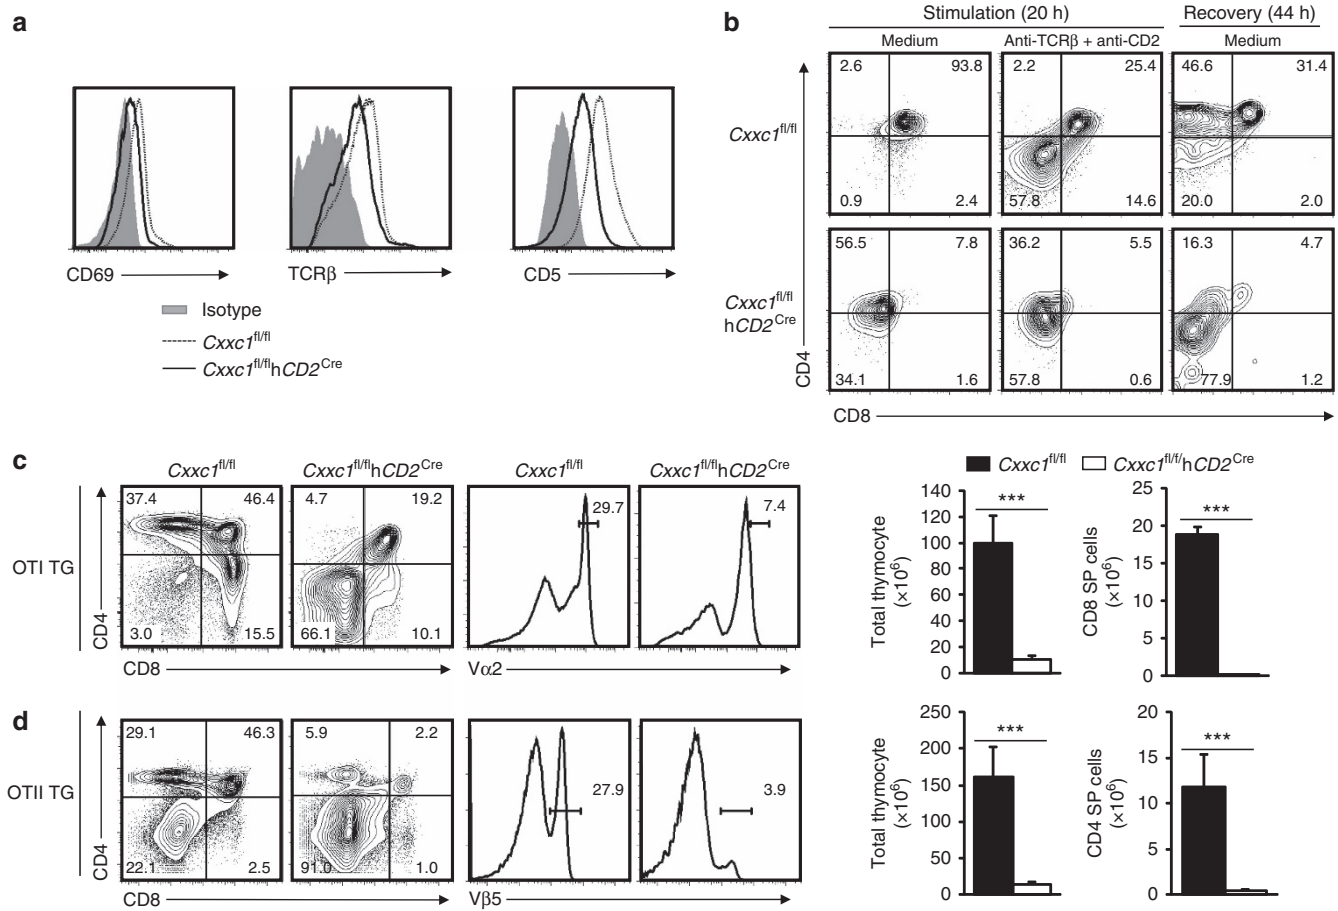 a
CD69
TCRβ
CD5
Isotype
Cxxc1fl/fl
Cxxc1fl/flhCD2Cre
b
Stimulation (20 h)
Recovery (44 h)
Medium
Anti-TCRβ + anti-CD2
Medium
Cxxc1fl/fl
2.6 93.8
0.9 2.4
2.2 25.4
57.8 14.6
46.6 31.4
20.0 2.0
Cxxc1fl/fl
hCD2Cre
56.5 7.8
34.1 1.6
36.2 5.5
57.8 0.6
16.3 4.7
77.9 1.2
CD4
CD8
c
Cxxc1fl/fl
Cxxc1fl/flhCD2Cre
Cxxc1fl/fl
Cxxc1fl/flhCD2Cre
OTI TG
37.4 46.4
3.0 15.5
4.7 19.2
66.1 10.1
29.7
7.4
CD4
CD8
Vα2
Cxxc1fl/fl
Cxxc1fl/f/hCD2Cre
Total thymocyte
(×10⁶)
140
120
100
80
60
40
20
0
***
CD8 SP cells
(×10⁶)
25
20
15
10
5
0
***
d
OTII TG
29.1 46.3
22.1 2.5
5.9 2.2
91.0 1.0
27.9
3.9
CD4
CD8
Vβ5
Total thymocyte
(×10⁶)
250
200
150
100
50
0
***
CD4 SP cells
(×10⁶)
20
15
10
5
0
***